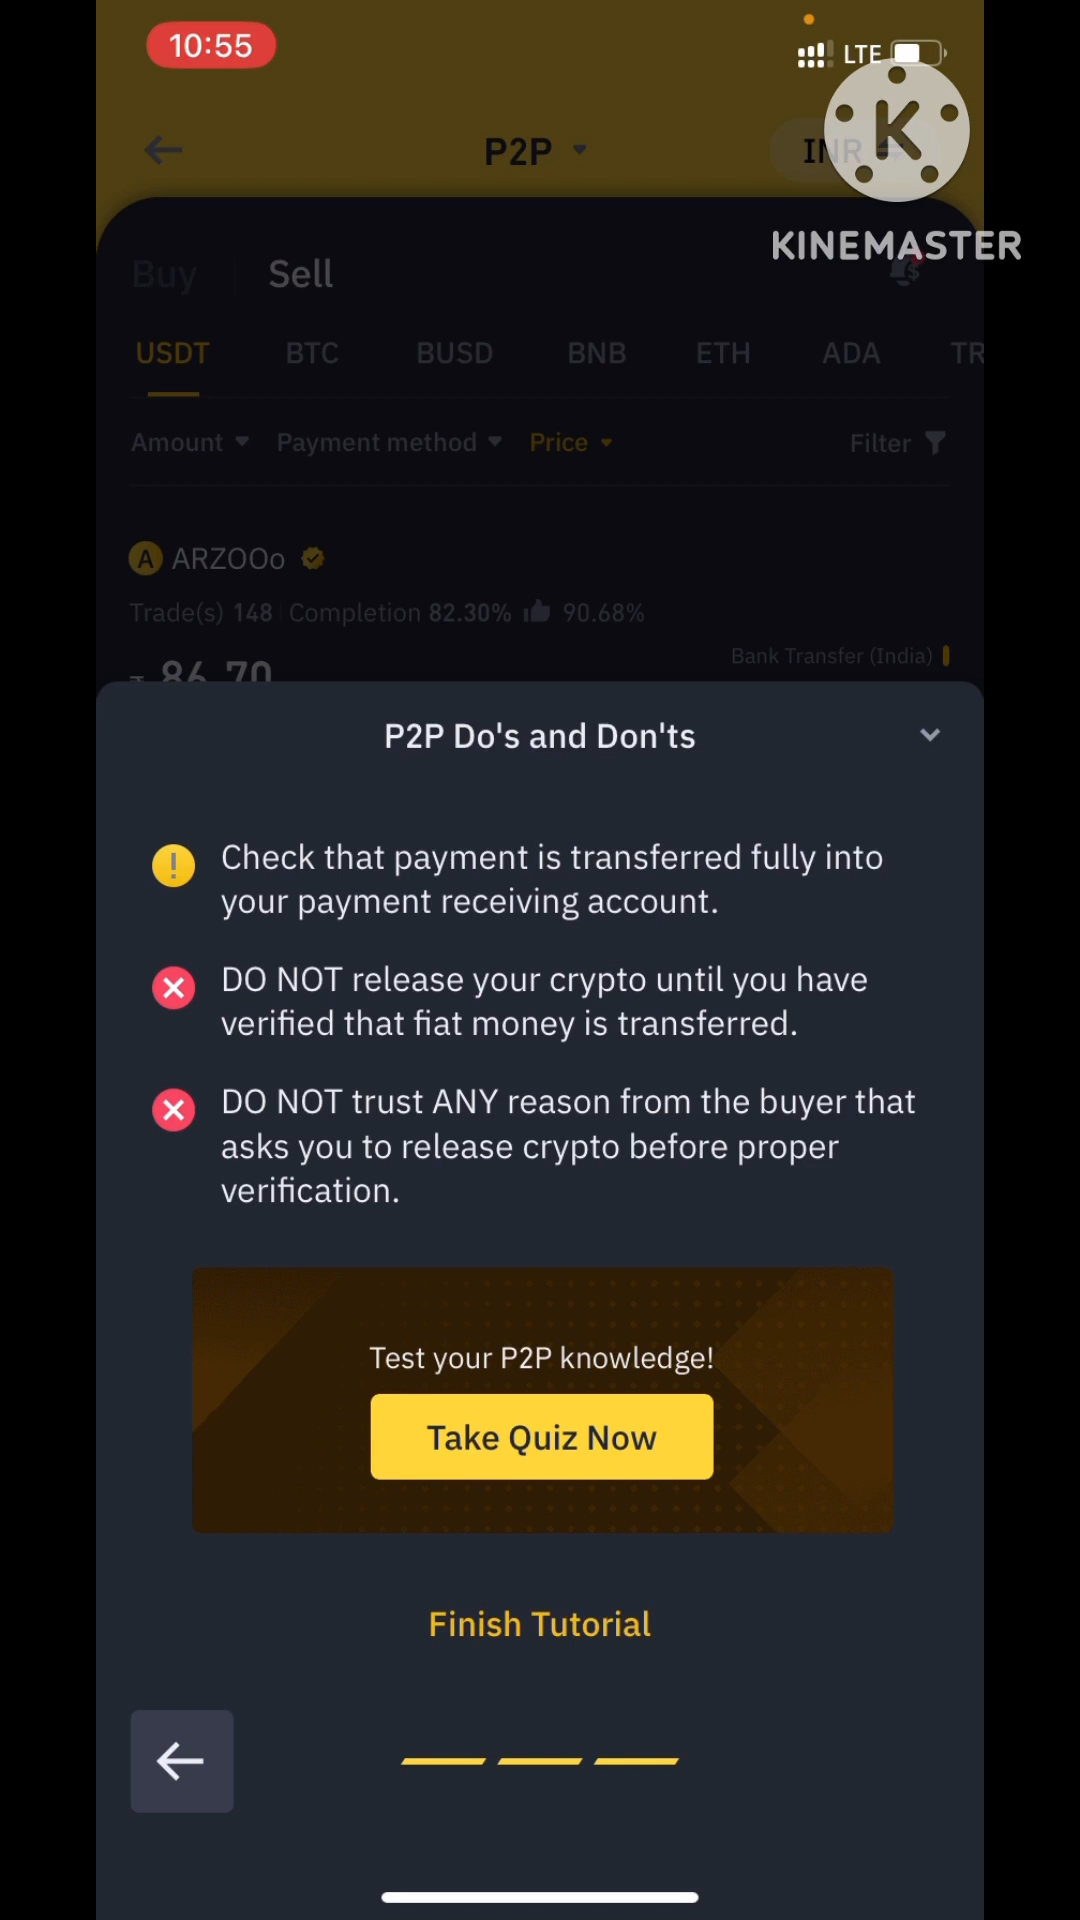 10:55
LTE
P2P
INR
K
KINEMASTER
Buy Sell
USDT BTC BUSD BNB ETH ADA TR
Amount Payment method Price Filter
A ARZOOo
Trade(s) 148 Completion 82.30% 90.68%
₹ 86.70 Bank Transfer (India)
P2P Do's and Don'ts
Check that payment is transferred fully into
your payment receiving account.
DO NOT release your crypto until you have
verified that fiat money is transferred.
DO NOT trust ANY reason from the buyer that
asks you to release crypto before proper
verification.
Test your P2P knowledge!
Take Quiz Now
Finish Tutorial